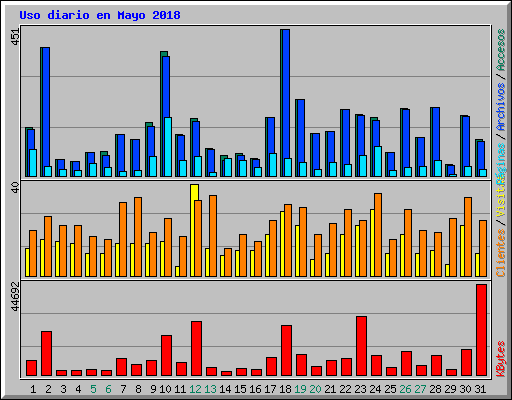 Uso diario en Mayo 2018
451
40
44692
Accesos
/
Archivos
/
Clientes
/
KBytes
1 2 3 4 5 6 7 8 9 10 11 12 13 14 15 16 17 18 19 20 21 22 23 24 25 26 27 28 29 30 31